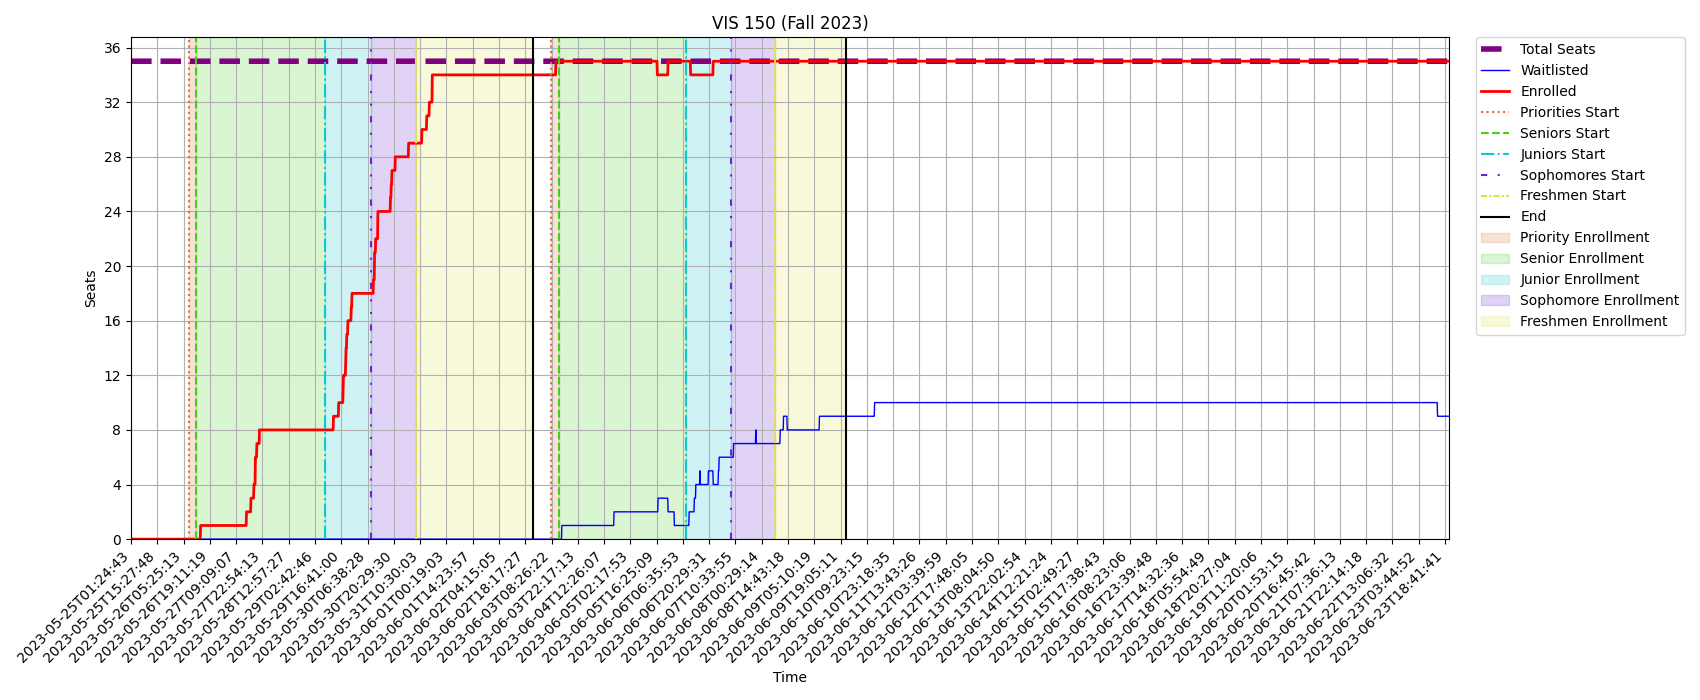 VIS 150 (Fall 2023)
Seats
36
32
28
24
20
16
12
8
4
0
2023-05-25T01:24:43
2023-05-25T15:27:48
2023-05-26T05:25:13
2023-05-26T19:11:19
2023-05-27T09:09:07
2023-05-27T22:54:13
2023-05-28T12:57:27
2023-05-29T02:42:46
2023-05-29T16:41:00
2023-05-30T06:38:28
2023-05-30T20:29:30
2023-05-31T10:30:03
2023-06-01T00:19:03
2023-06-01T14:23:57
2023-06-02T04:15:05
2023-06-02T18:17:27
2023-06-03T08:26:22
2023-06-03T22:17:13
2023-06-04T12:26:07
2023-06-05T02:17:53
2023-06-05T16:25:09
2023-06-06T06:35:53
2023-06-06T20:29:31
2023-06-07T10:33:55
2023-06-08T00:29:14
2023-06-08T14:43:18
2023-06-09T05:10:19
2023-06-09T19:05:11
2023-06-10T09:23:15
2023-06-10T23:18:35
2023-06-11T13:43:26
2023-06-12T03:39:59
2023-06-12T17:48:05
2023-06-13T08:04:50
2023-06-13T22:02:54
2023-06-14T12:21:24
2023-06-15T02:49:27
2023-06-15T17:38:43
2023-06-16T08:23:06
2023-06-16T23:39:48
2023-06-17T14:32:36
2023-06-18T05:54:49
2023-06-18T20:27:04
2023-06-19T11:20:06
2023-06-20T01:53:15
2023-06-20T16:45:42
2023-06-21T07:36:13
2023-06-21T22:14:18
2023-06-22T13:06:32
2023-06-23T03:44:52
2023-06-23T18:41:41
Time
Total Seats
Waitlisted
Enrolled
Priorities Start
Seniors Start
Juniors Start
Sophomores Start
Freshmen Start
End
Priority Enrollment
Senior Enrollment
Junior Enrollment
Sophomore Enrollment
Freshmen Enrollment